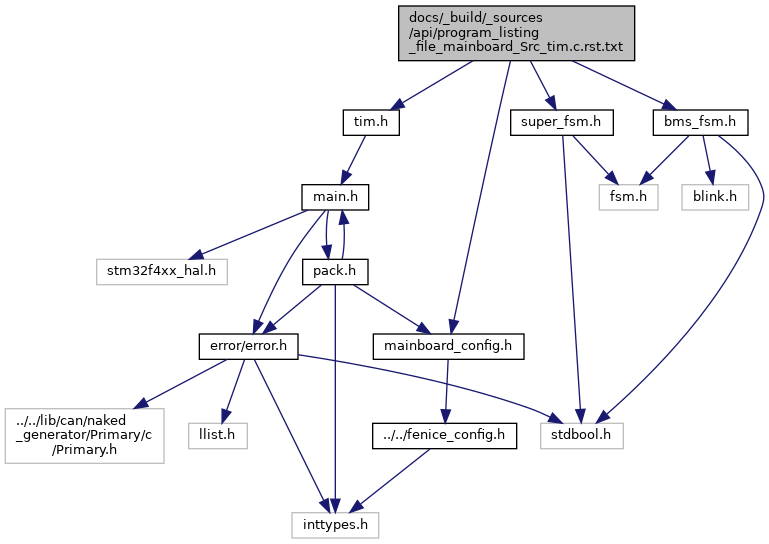 docs/_build/_sources
/api/program_listing
_file_mainboard_Src_tim.c.rst.txt
tim.h
super_fsm.h
bms_fsm.h
main.h
fsm.h
blink.h
stm32f4xx_hal.h
pack.h
error/error.h
mainboard_config.h
../../lib/can/naked
_generator/Primary/c
/Primary.h
llist.h
../../fenice_config.h
stdbool.h
inttypes.h